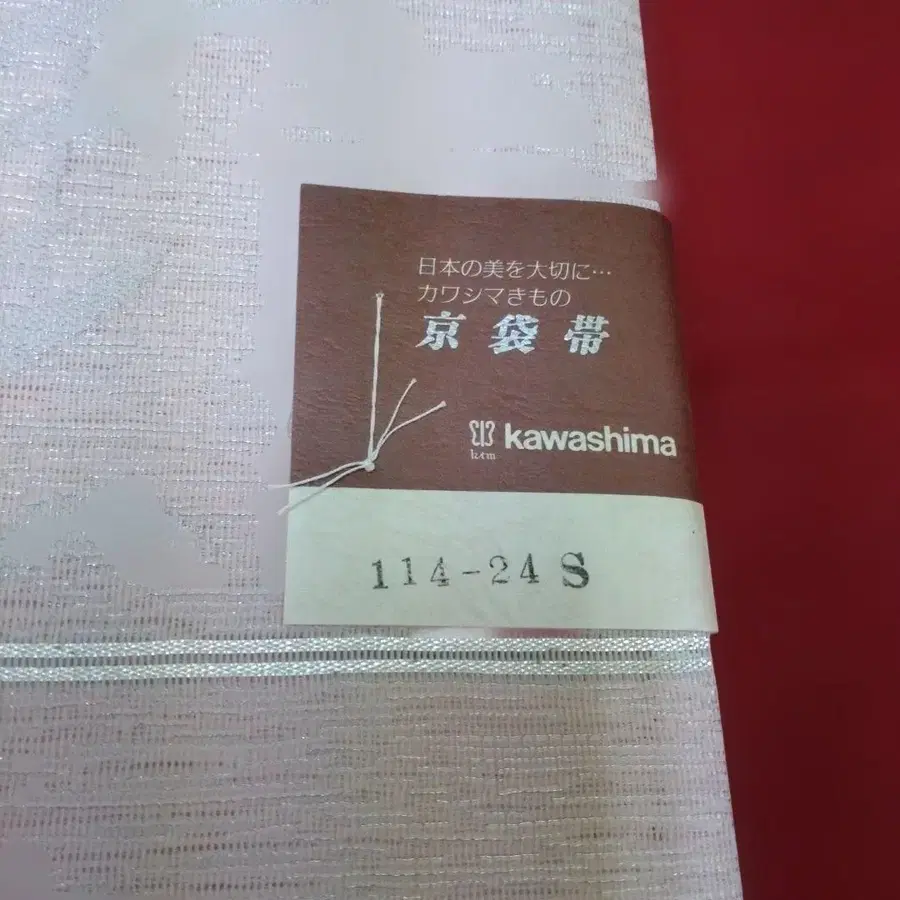 日本の美を大切に…
カワシマきもの
京袋帯
kawashima
114-24 S